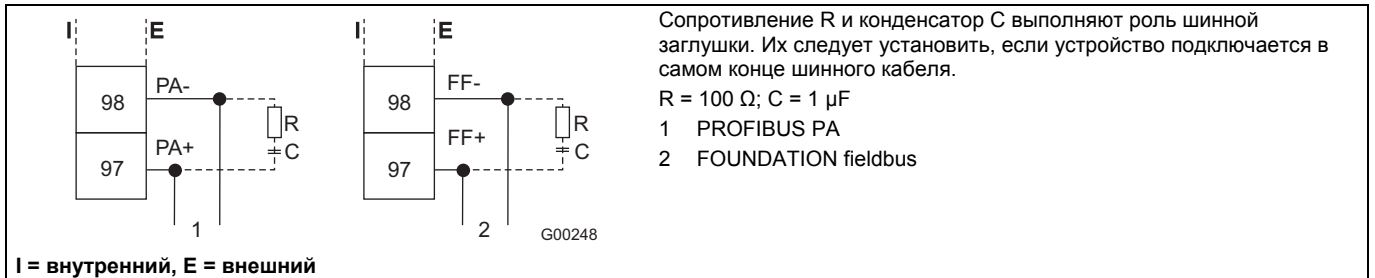 I E
98 PA-
R
97 PA+
C
1
I E
98 FF-
R
97 FF+
C
2
G00248
I = внутренний, E = внешний
Сопротивление R и конденсатор C выполняют роль шинной
заглушки. Их следует установить, если устройство подключается в
самом конце шинного кабеля.
R = 100 Ω; C = 1 µF
1 PROFIBUS PA
2 FOUNDATION fieldbus